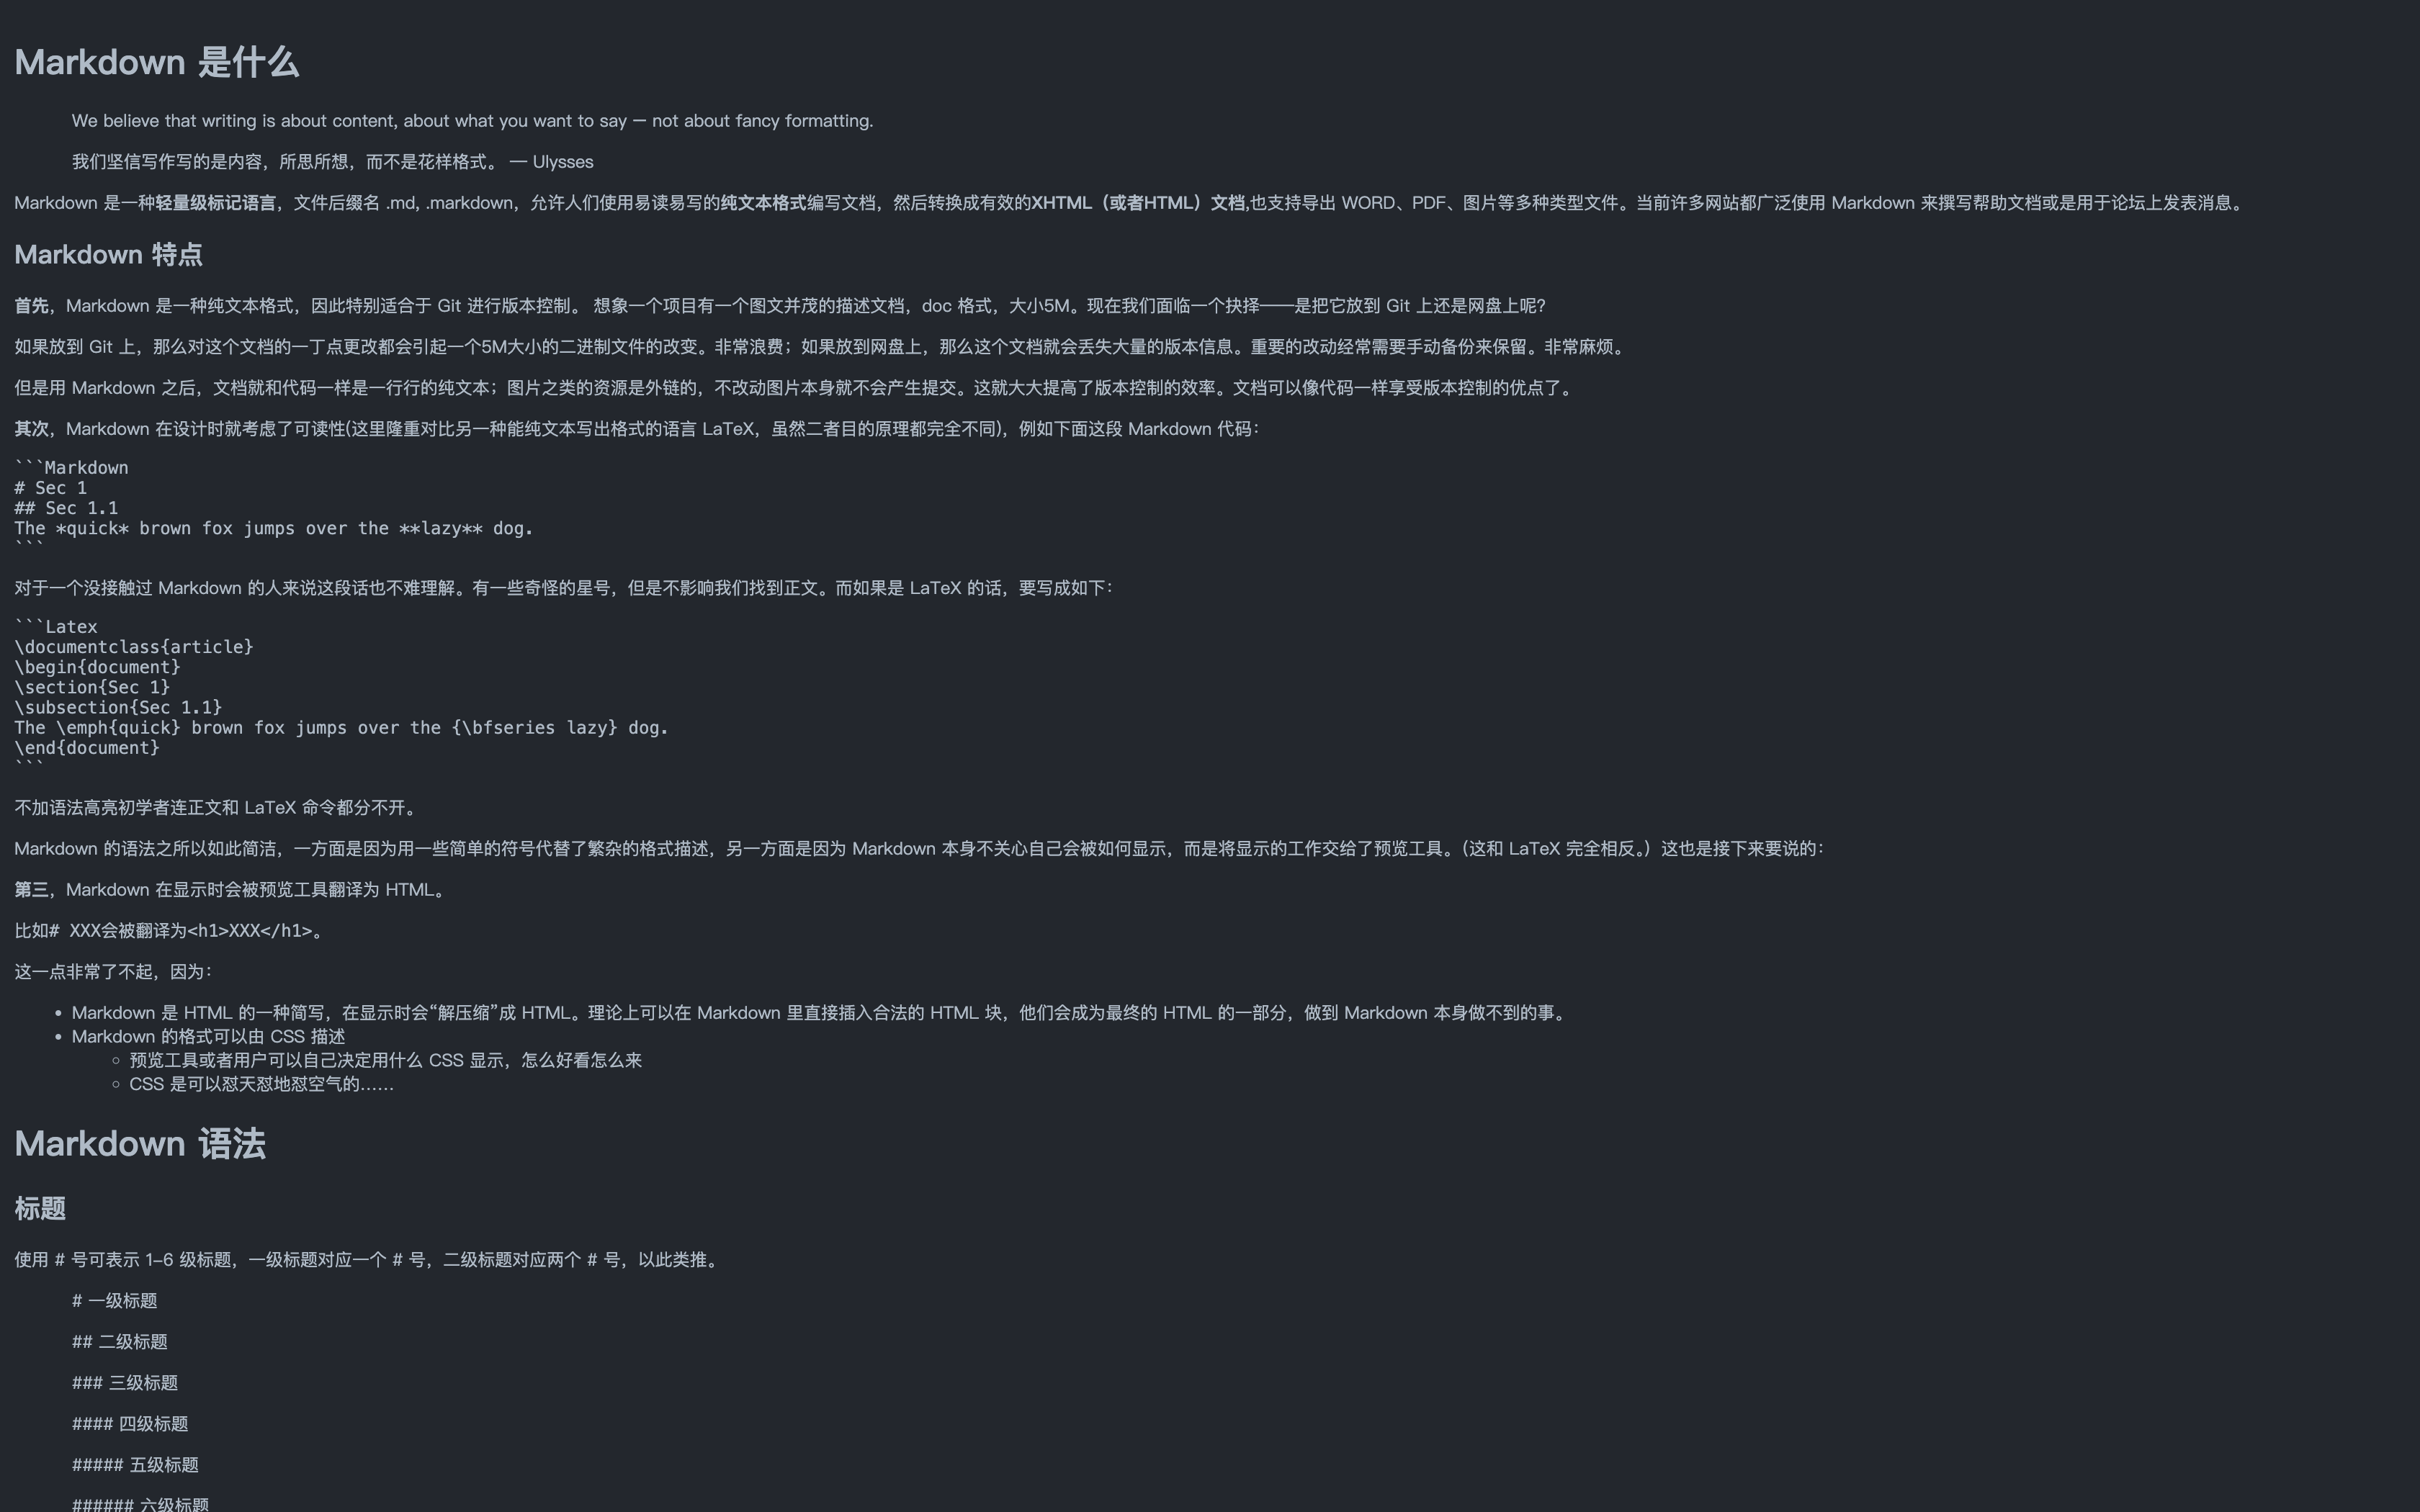 Markdown 是什么
We believe that writing is about content, about what you want to say — not about fancy formatting.
我们坚信写作写的是内容，所思所想，而不是花样格式。 — Ulysses
Markdown 是一种轻量级标记语言，文件后缀名 .md, .markdown，允许人们使用易读易写的纯文本格式编写文档，然后转换成有效的XHTML（或者HTML）文档,也支持导出 WORD、PDF、图片等多种类型文件。当前许多网站都广泛使用 Markdown 来撰写帮助文档或是用于论坛上发表消息。
Markdown 特点
首先，Markdown 是一种纯文本格式，因此特别适合于 Git 进行版本控制。 想象一个项目有一个图文并茂的描述文档，doc 格式，大小5M。现在我们面临一个抉择——是把它放到 Git 上还是网盘上呢？
如果放到 Git 上，那么对这个文档的一丁点更改都会引起一个5M大小的二进制文件的改变。非常浪费；如果放到网盘上，那么这个文档就会丢失大量的版本信息。重要的改动经常需要手动备份来保留。非常麻烦。
但是用 Markdown 之后，文档就和代码一样是一行行的纯文本；图片之类的资源是外链的，不改动图片本身就不会产生提交。这就大大提高了版本控制的效率。文档可以像代码一样享受版本控制的优点了。
其次，Markdown 在设计时就考虑了可读性(这里隆重对比另一种能纯文本写出格式的语言 LaTeX，虽然二者目的原理都完全不同)，例如下面这段 Markdown 代码：
```Markdown
# Sec 1
## Sec 1.1
The *quick* brown fox jumps over the **lazy** dog.
```
对于一个没接触过 Markdown 的人来说这段话也不难理解。有一些奇怪的星号，但是不影响我们找到正文。而如果是 LaTeX 的话，要写成如下：
```Latex
\documentclass{article}
\begin{document}
\section{Sec 1}
\subsection{Sec 1.1}
The \emph{quick} brown fox jumps over the {\bfseries lazy} dog.
\end{document}
```
不加语法高亮初学者连正文和 LaTeX 命令都分不开。
Markdown 的语法之所以如此简洁，一方面是因为用一些简单的符号代替了繁杂的格式描述，另一方面是因为 Markdown 本身不关心自己会被如何显示，而是将显示的工作交给了预览工具。（这和 LaTeX 完全相反。）这也是接下来要说的：
第三，Markdown 在显示时会被预览工具翻译为 HTML。
比如# XXX会被翻译为<h1>XXX</h1>。
这一点非常了不起，因为：
• Markdown 是 HTML 的一种简写，在显示时会“解压缩”成 HTML。理论上可以在 Markdown 里直接插入合法的 HTML 块，他们会成为最终的 HTML 的一部分，做到 Markdown 本身做不到的事。
• Markdown 的格式可以由 CSS 描述
◦ 预览工具或者用户可以自己决定用什么 CSS 显示，怎么好看怎么来
◦ CSS 是可以怼天怼地怼空气的……
Markdown 语法
标题
使用 # 号可表示 1–6 级标题，一级标题对应一个 # 号，二级标题对应两个 # 号，以此类推。
# 一级标题
## 二级标题
### 三级标题
#### 四级标题
##### 五级标题
###### 六级标题